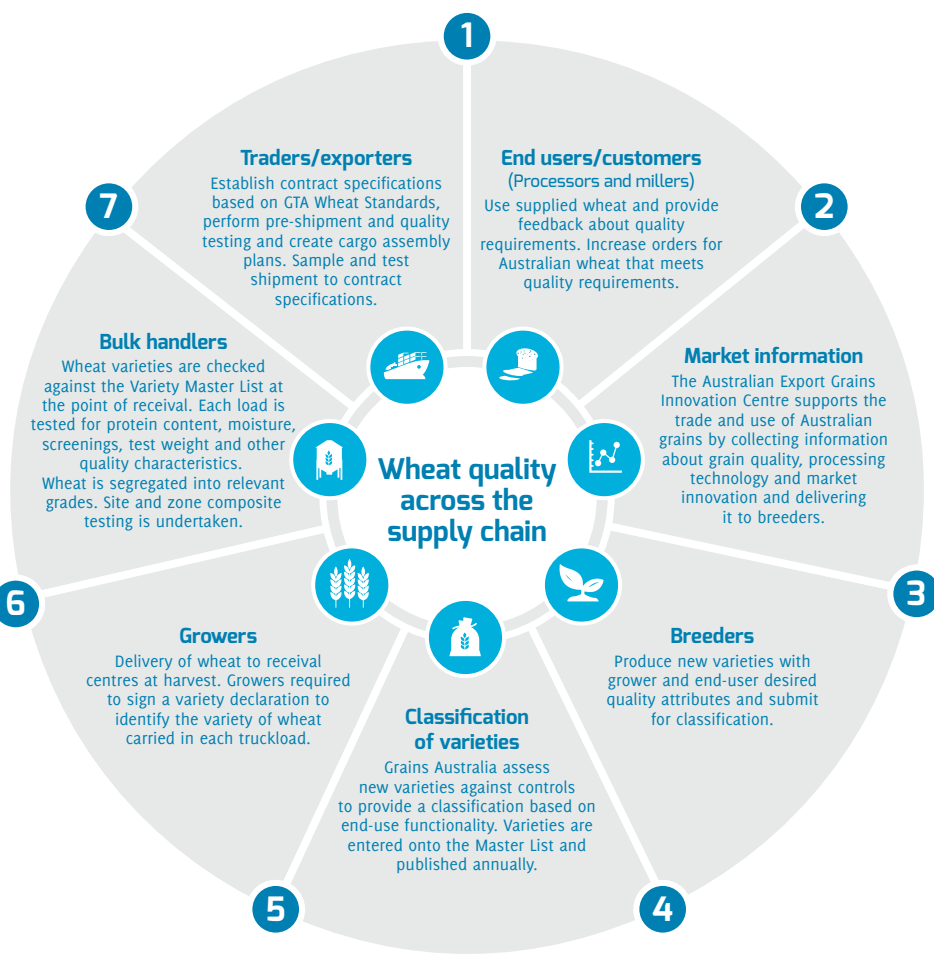 Wheat quality
across the
supply chain
1
End users/customers
(Processors and millers)
Use supplied wheat and provide
feedback about quality
requirements. Increase orders for
Australian wheat that meets
quality requirements.
2
Market information
The Australian Export Grains
Innovation Centre supports the
trade and use of Australian
grains by collecting information
about grain quality, processing
technology and market
innovation and delivering
it to breeders.
3
Breeders
Produce new varieties with
grower and end-user desired
quality attributes and submit
for classification.
4
Classification
of varieties
Grains Australia assess
new varieties against controls
to provide a classification based on
end-use functionality. Varieties are
entered onto the Master List and
published annually.
5
Growers
Delivery of wheat to receival
centres at harvest. Growers required
to sign a variety declaration to
identify the variety of wheat
carried in each truckload.
6
Bulk handlers
Wheat varieties are checked
against the Variety Master List at
the point of receival. Each load is
tested for protein content, moisture,
screenings, test weight and other
quality characteristics.
Wheat is segregated into relevant
grades. Site and zone composite
testing is undertaken.
7
Traders/exporters
Establish contract specifications
based on GTA Wheat Standards,
perform pre-shipment and quality
testing and create cargo assembly
plans. Sample and test
shipment to contract
specifications.